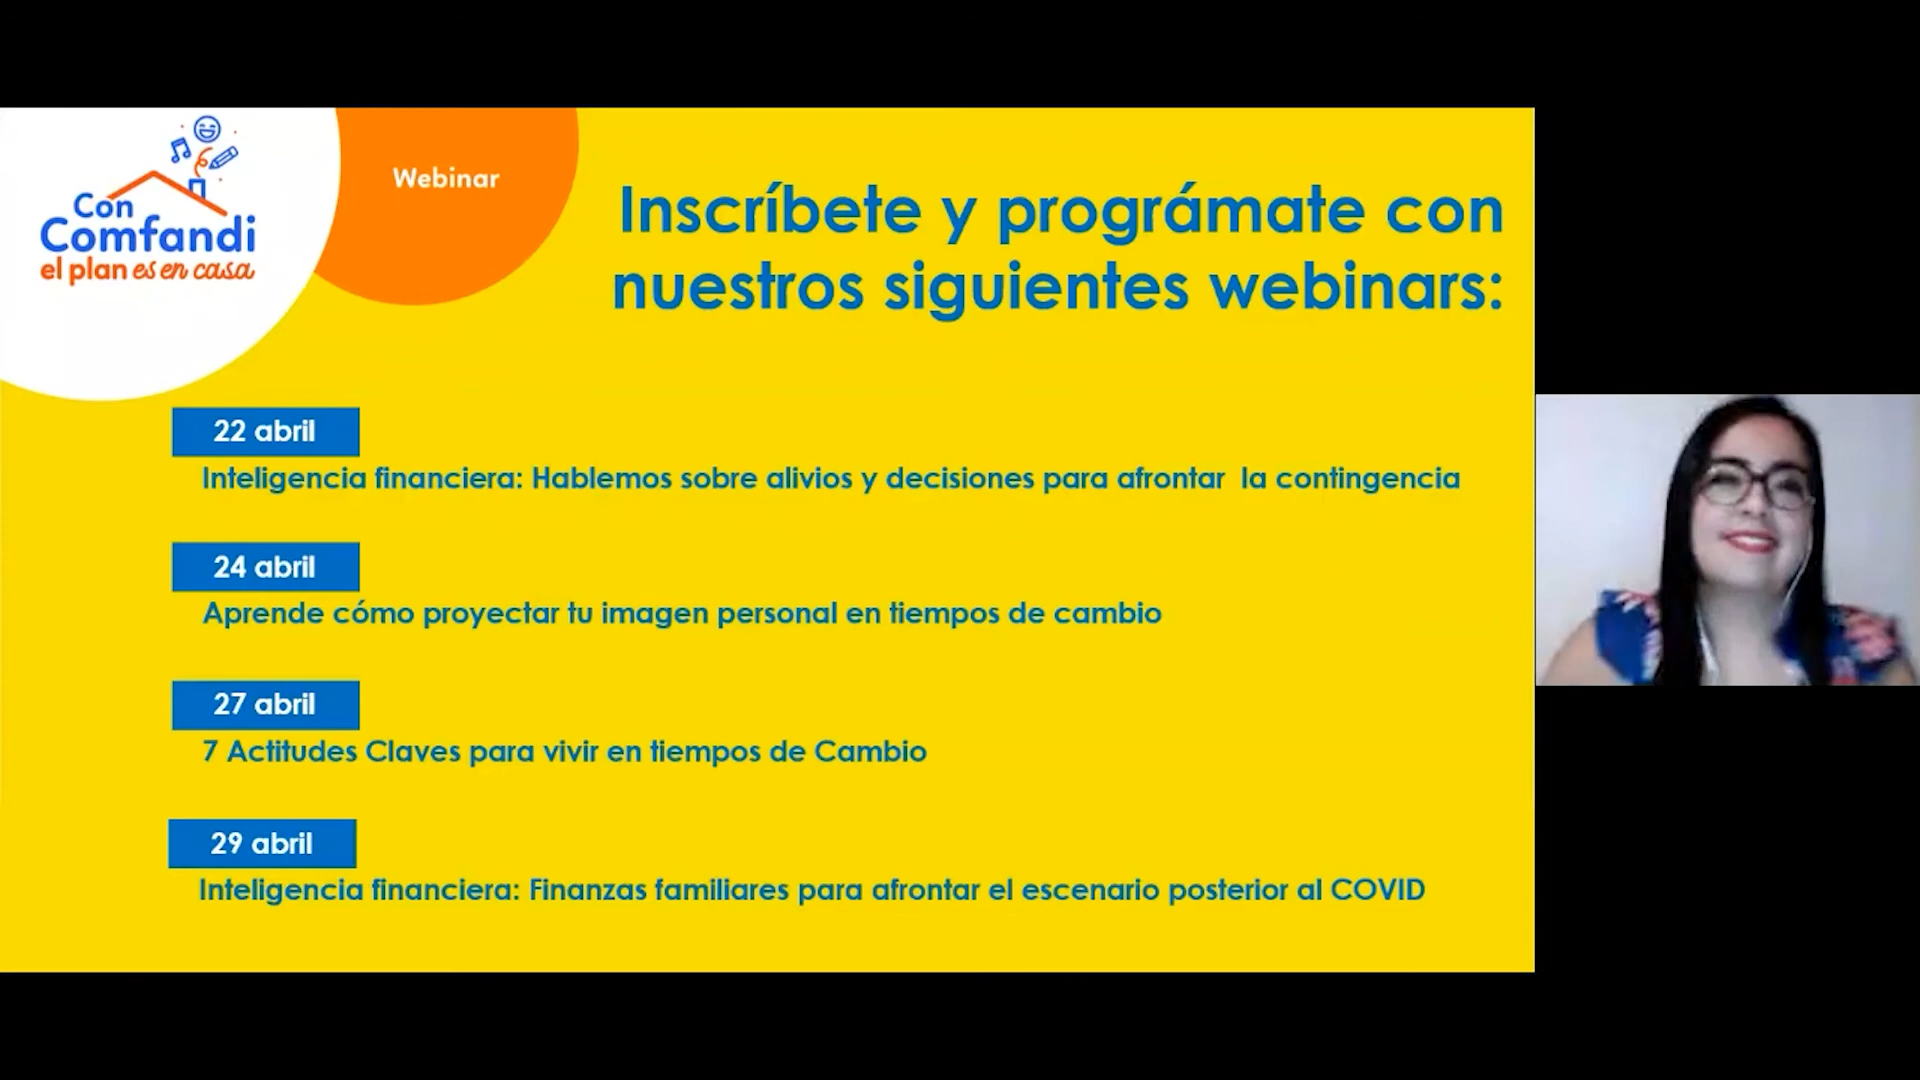 Con
Comfandi
el plan es en casa
Webinar
Inscríbete y prográmate con
nuestros siguientes webinars:
22 abril
Inteligencia financiera: Hablemos sobre alivios y decisiones para afrontar la contingencia
24 abril
Aprende cómo proyectar tu imagen personal en tiempos de cambio
27 abril
7 Actitudes Claves para vivir en tiempos de Cambio
29 abril
Inteligencia financiera: Finanzas familiares para afrontar el escenario posterior al COVID